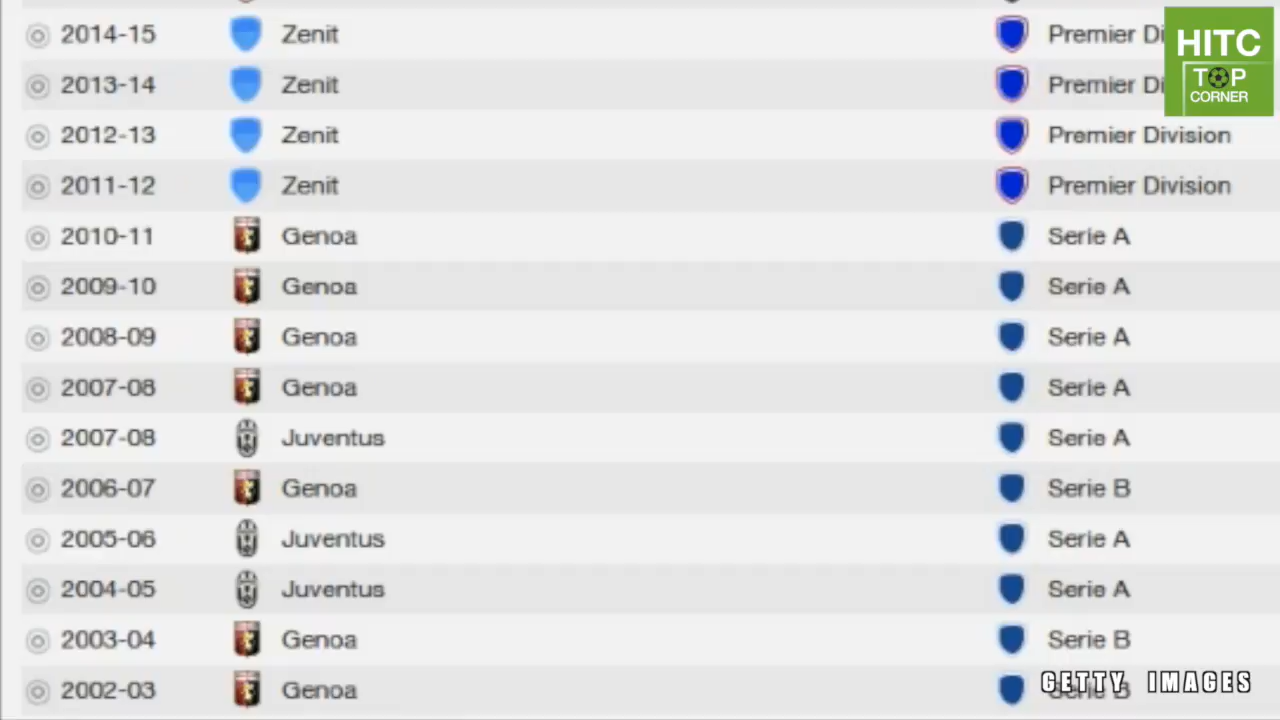 2014-15 Zenit Premier Di
2013-14 Zenit Premier Di
2012-13 Zenit Premier Division
2011-12 Zenit Premier Division
2010-11 Genoa Serie A
2009-10 Genoa Serie A
2008-09 Genoa Serie A
2007-08 Genoa Serie A
2007-08 Juventus Serie A
2006-07 Genoa Serie B
2005-06 Juventus Serie A
2004-05 Juventus Serie A
2003-04 Genoa Serie B
2002-03 Genoa Serie B
HITC
TOP
CORNER
GETTY IMAGES